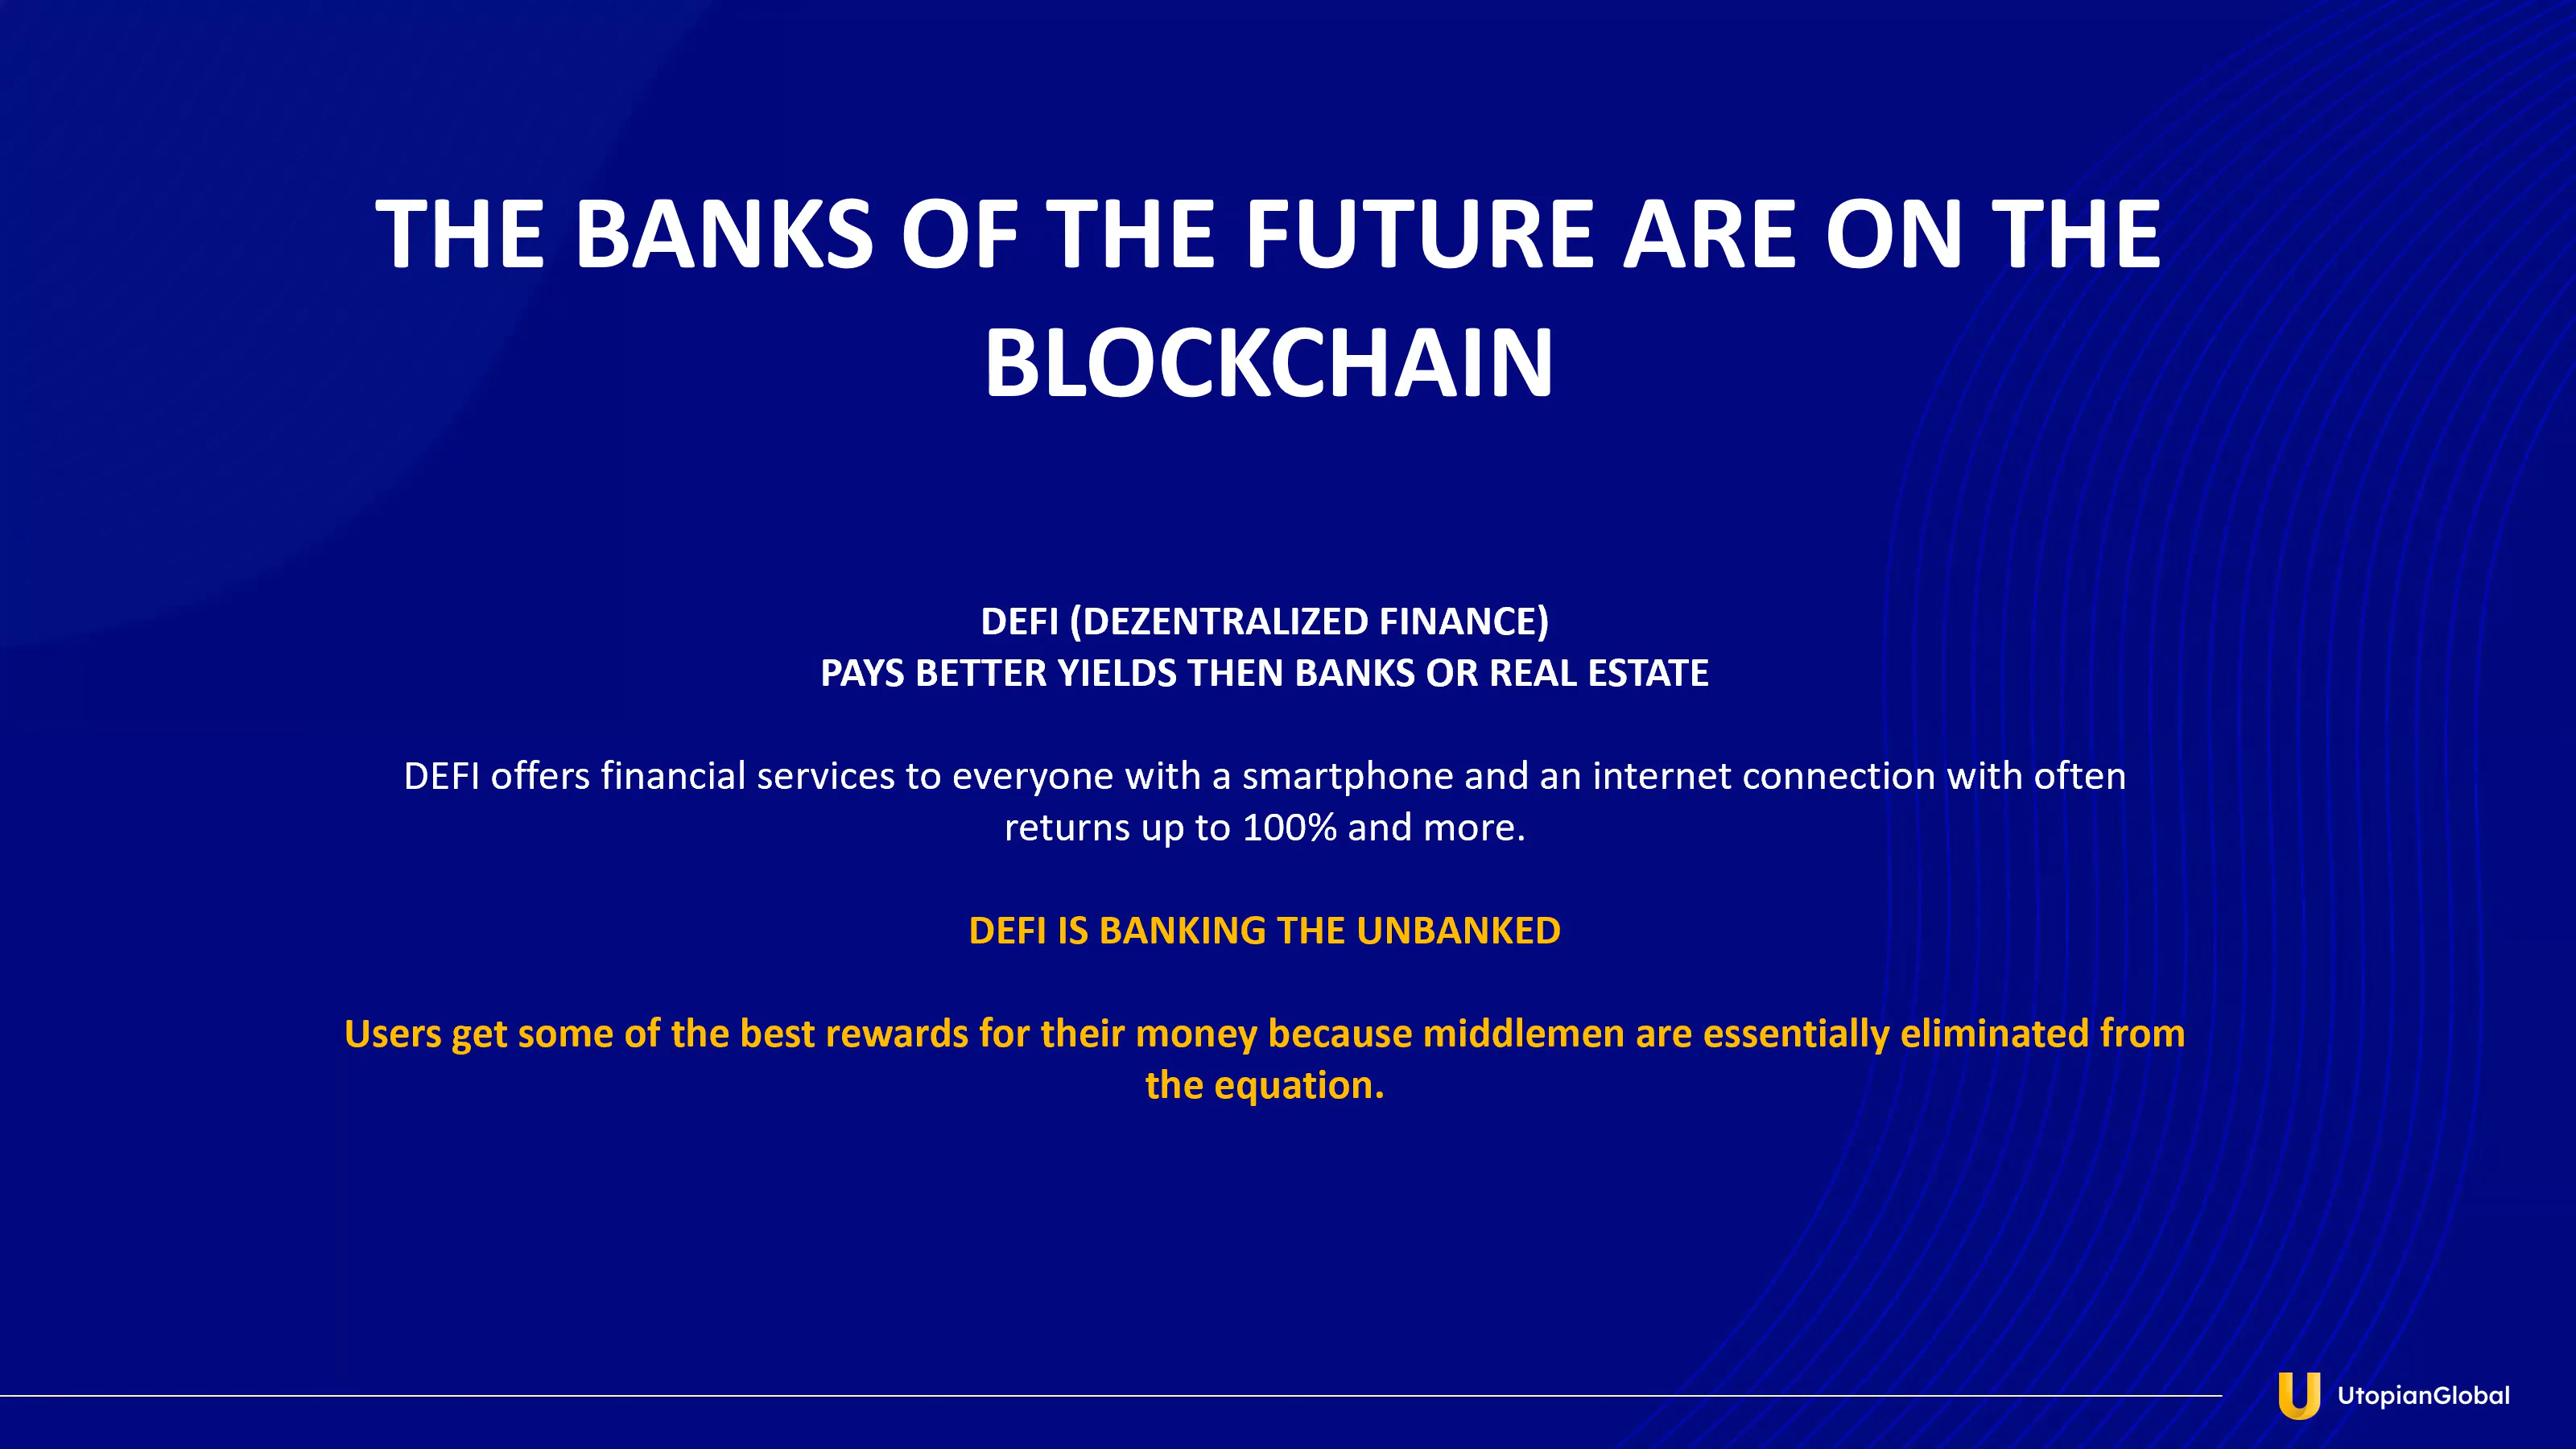 THE BANKS OF THE FUTURE ARE ON THE
BLOCKCHAIN
DEFI (DEZENTRALIZED FINANCE)
PAYS BETTER YIELDS THEN BANKS OR REAL ESTATE
DEFI offers financial services to everyone with a smartphone and an internet connection with often
returns up to 100% and more.
DEFI IS BANKING THE UNBANKED
Users get some of the best rewards for their money because middlemen are essentially eliminated from
the equation.
UtopianGlobal